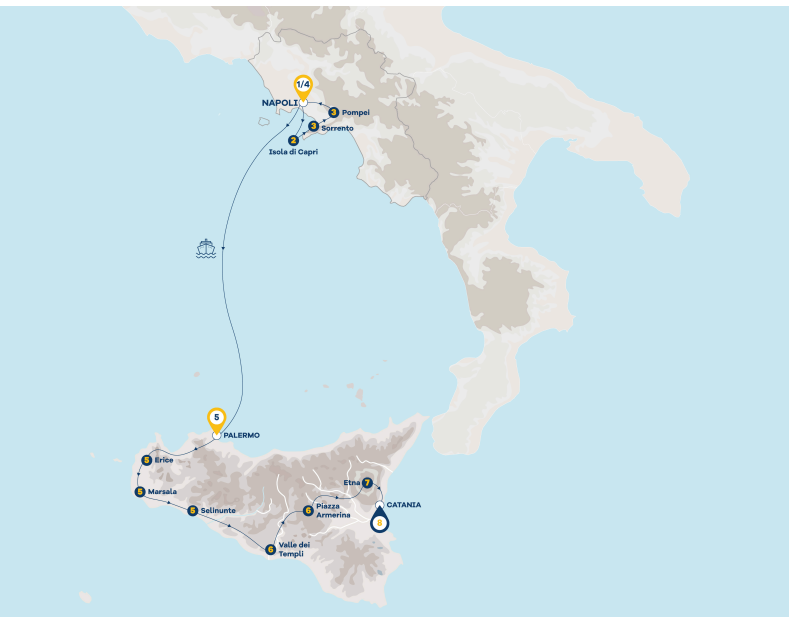 1/4
NAPOLI
3 Pompei
3 Sorrento
2
Isola di Capri
5
PALERMO
5 Erice
5 Marsala
5 Selinunte
6 Valle dei
Templi
6 Piazza
Armerina
Etna 7
CATANIA
8